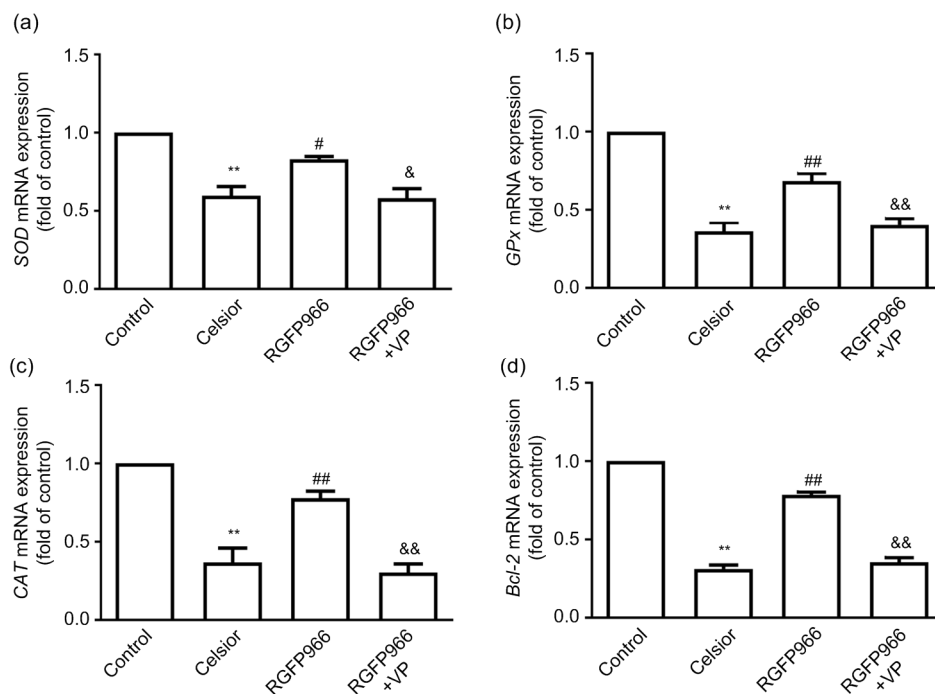 (a)
SOD mRNA expression
(fold of control)
1.5
1.0
0.5
0.0
**
#
&
Control
Celsior
RGFP966
RGFP966
+VP
(b)
GPx mRNA expression
(fold of control)
1.5
1.0
0.5
0.0
**
##
&&
Control
Celsior
RGFP966
RGFP966
+VP
(c)
CAT mRNA expression
(fold of control)
1.5
1.0
0.5
0.0
**
##
&&
Control
Celsior
RGFP966
RGFP966
+VP
(d)
Bcl-2 mRNA expression
(fold of control)
1.5
1.0
0.5
0.0
**
##
&&
Control
Celsior
RGFP966
RGFP966
+VP